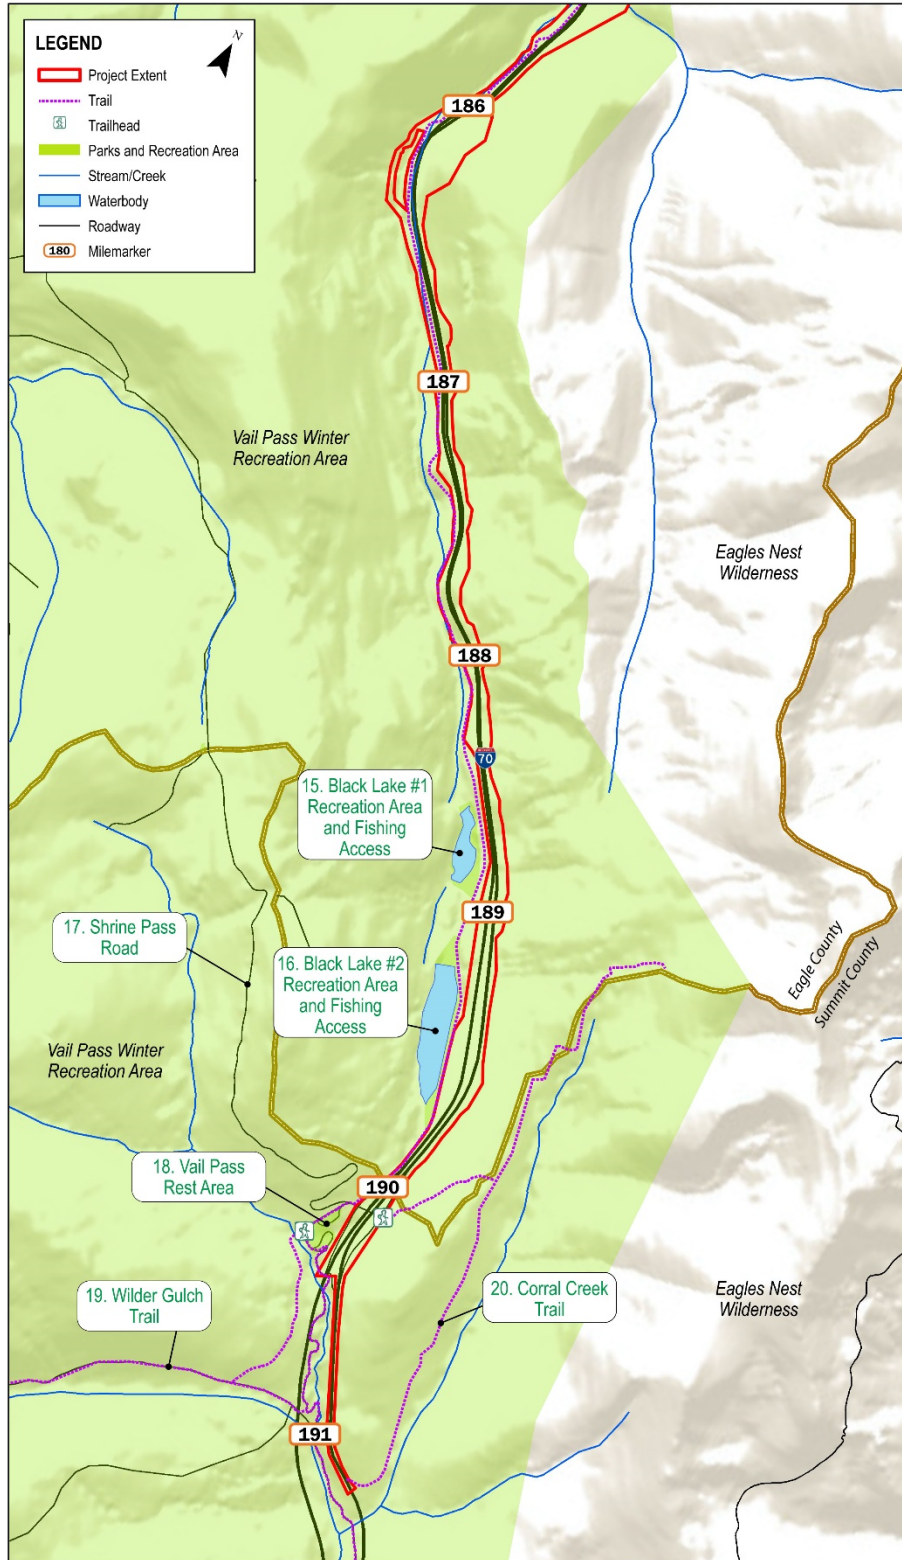 LEGEND
N
Project Extent
Trail
Trailhead
Parks and Recreation Area
Stream/Creek
Waterbody
Roadway
180 Milemarker
186
187
Vail Pass Winter
Recreation Area
Eagles Nest
Wilderness
188
70
15. Black Lake #1
Recreation Area
and Fishing
Access
189
17. Shrine Pass
Road
16. Black Lake #2
Recreation Area
and Fishing
Access
Eagle County
Summit County
Vail Pass Winter
Recreation Area
18. Vail Pass
Rest Area
190
19. Wilder Gulch
Trail
20. Corral Creek
Trail
Eagles Nest
Wilderness
191